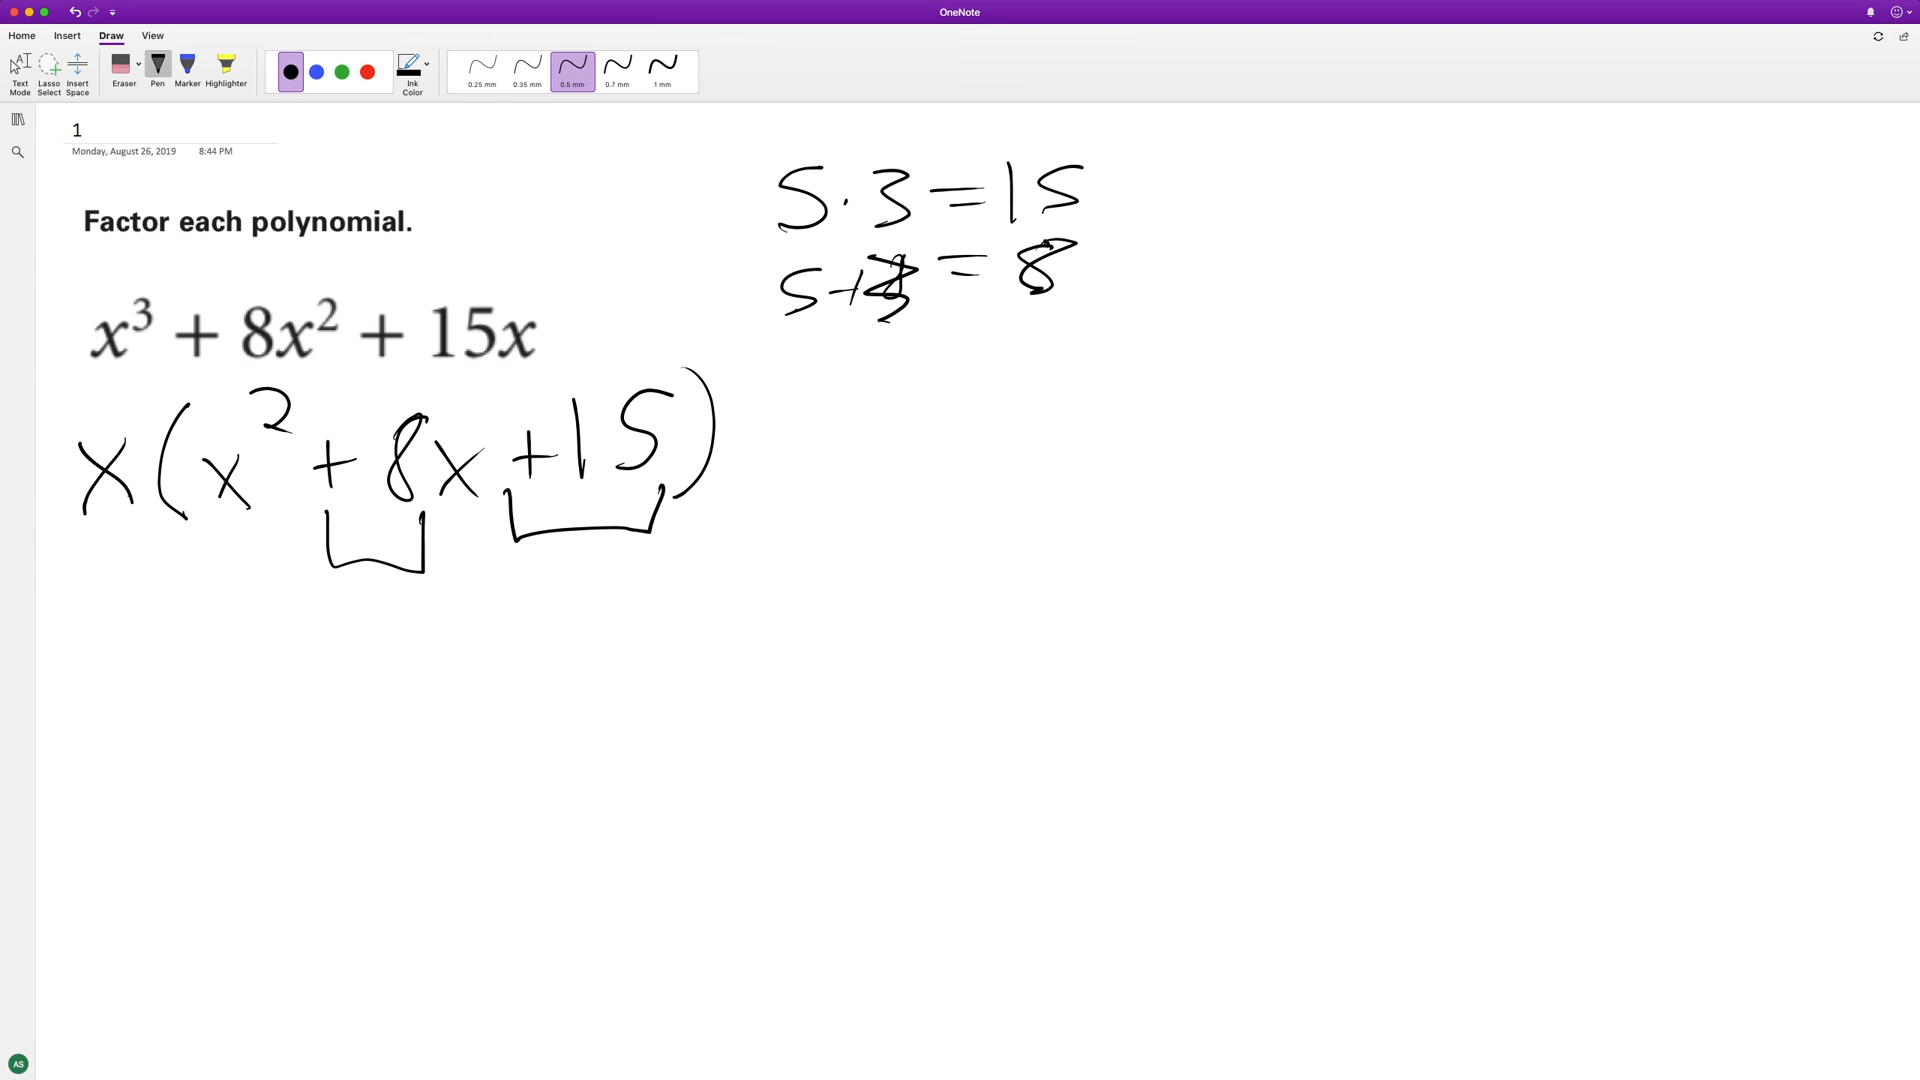 OneNote
Home Insert Draw View
Text Mode
Lasso Select
Insert Space
Eraser
Pen
Marker
Highlighter
Ink Color
0.25 mm
0.35 mm
0.5 mm
0.7 mm
1 mm
1
Monday, August 26, 2019 8:44 PM
Factor each polynomial.
x³ + 8x² + 15x
x(x² + 8x + 15)
5 · 3 = 15
5 + 3 = 8
AS